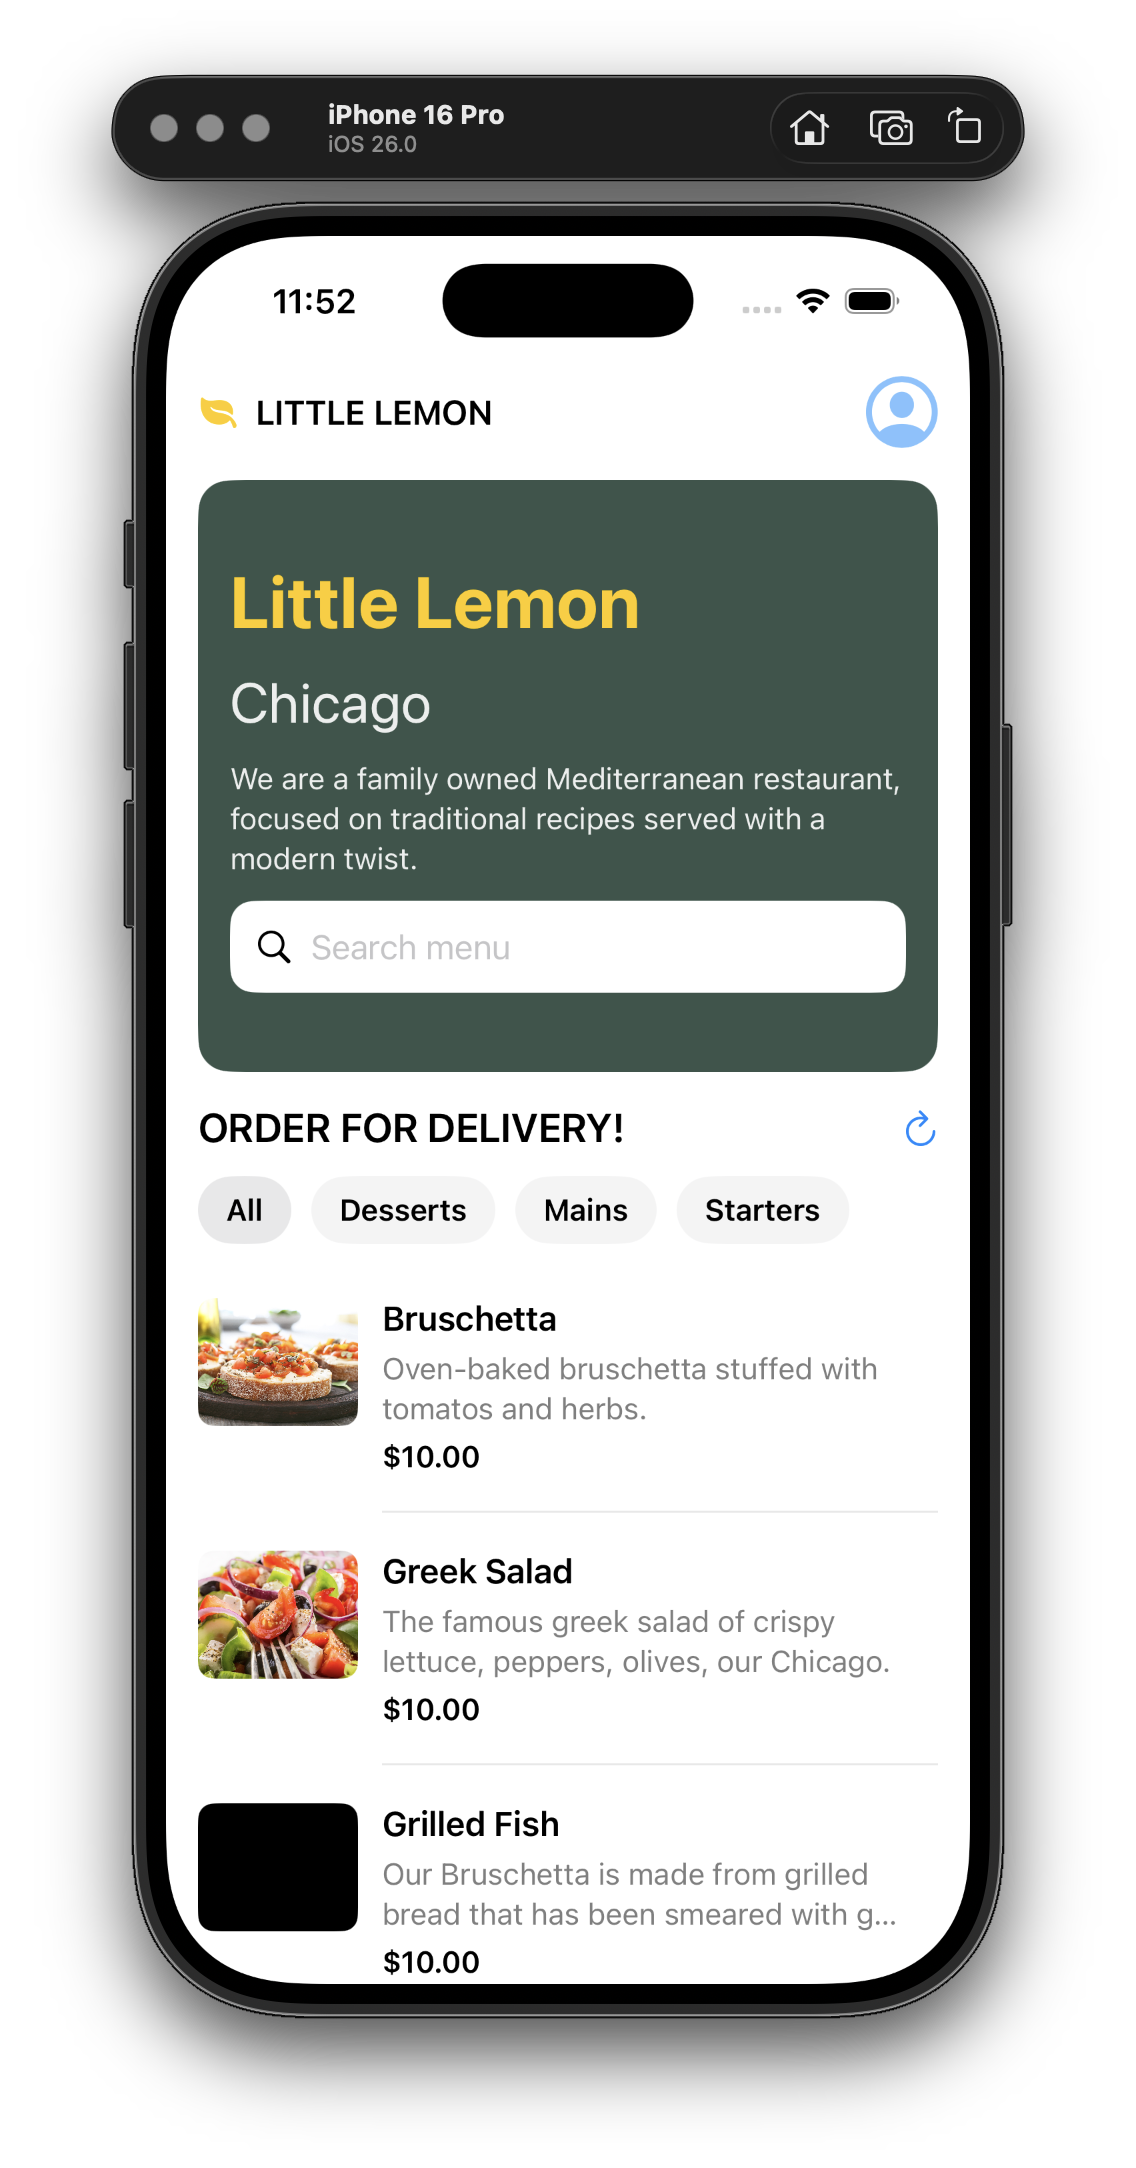 iPhone 16 Pro
iOS 26.0
11:52
LITTLE LEMON
Little Lemon
Chicago
We are a family owned Mediterranean restaurant,
focused on traditional recipes served with a
modern twist.
Search menu
ORDER FOR DELIVERY!
All Desserts Mains Starters
Bruschetta
Oven-baked bruschetta stuffed with
tomatos and herbs.
$10.00
Greek Salad
The famous greek salad of crispy
lettuce, peppers, olives, our Chicago.
$10.00
Grilled Fish
Our Bruschetta is made from grilled
bread that has been smeared with g...
$10.00